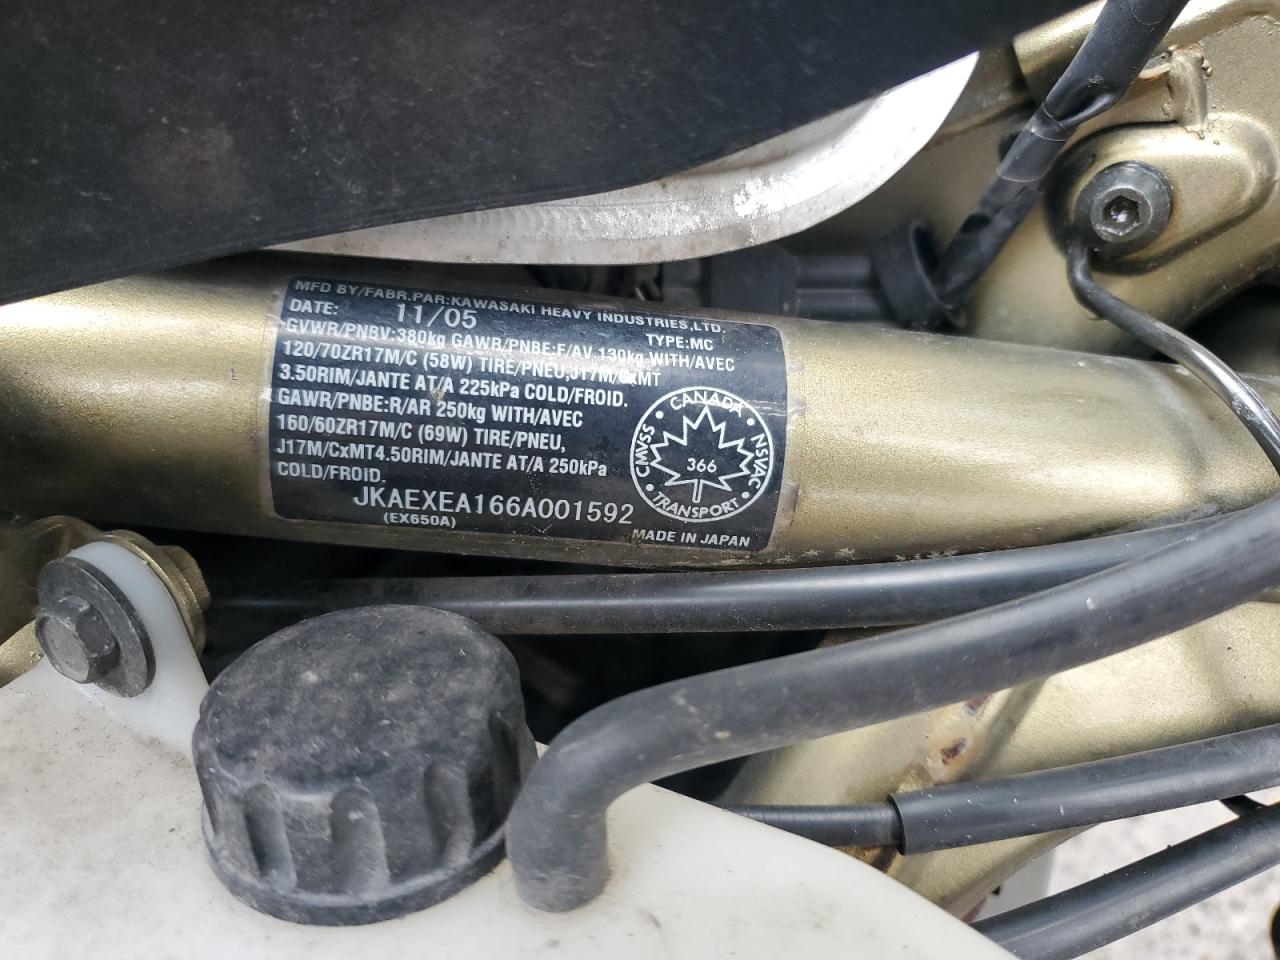 MFD BY/FABR.PAR:KAWASAKI HEAVY INDUSTRIES,LTD.
DATE: 11/05 TYPE:MC
GVWR/PNBV:380kg GAWR/PNBE:F/AV 130kg WITH/AVEC
120/70ZR17M/C (58W) TIRE/PNEU,J17M/CxMT
3.50RIM/JANTE AT/A 225kPa COLD/FROID.
GAWR/PNBE:R/AR 250kg WITH/AVEC
160/60ZR17M/C (69W) TIRE/PNEU,
J17M/CxMT4.50RIM/JANTE AT/A 250kPa
COLD/FROID.
CANADA
CMVSS
NSVAC
366
TRANSPORT
JKAEXEA166A001592
(EX650A)
MADE IN JAPAN